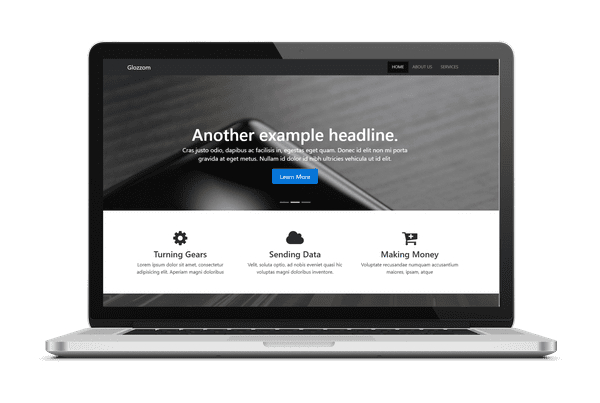 Glozzom
HOME ABOUT US SERVICES
Another example headline.
Cras justo odio, dapibus ac facilisis in, egestas eget quam. Donec id elit non mi porta
gravida at eget metus. Nullam id dolor id nibh ultricies vehicula ut id elit.
Learn More
Turning Gears
Lorem ipsum dolor sit amet, consectetur
adipisicing elit. Aperiam magni doloribus
Sending Data
Velit, soluta optio, ad nobis eveniet quasi hic
voluptas magni doloribus inventore.
Making Money
Voluptate recusandae numquam accusantium
maiores, ipsam, atque